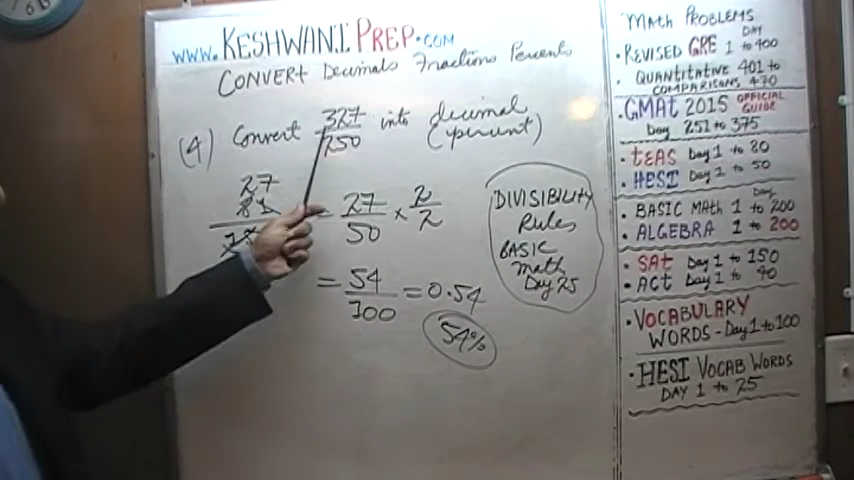 www.KESHWANI PREP.COM
CONVERT Decimals Fractions Percents
(4) Convert 327/250 into decimal
(percent)
27
81
= 27/50 × 2/2
= 54/100 = 0.54
54%
DIVISIBILITY
Rules
BASIC
Math
Day 25
MATH PROBLEMS
DAY
• REVISED GRE 1 to 400
• QUANTITATIVE 401 to
COMPARISONS 470
GMAT 2015 OFFICIAL GUIDE
Day 251 to 375
• TEAS Day 1 to 80
• HESI Day 1 to 50
Day
• BASIC MATH 1 to 200
• ALGEBRA 1 to 200
• SAT Day 1 to 150
• ACT Day 1 to 40
• VOCABULARY
WORDS - Day 1 to 100
• HESI VOCAB WORDS
DAY 1 to 25